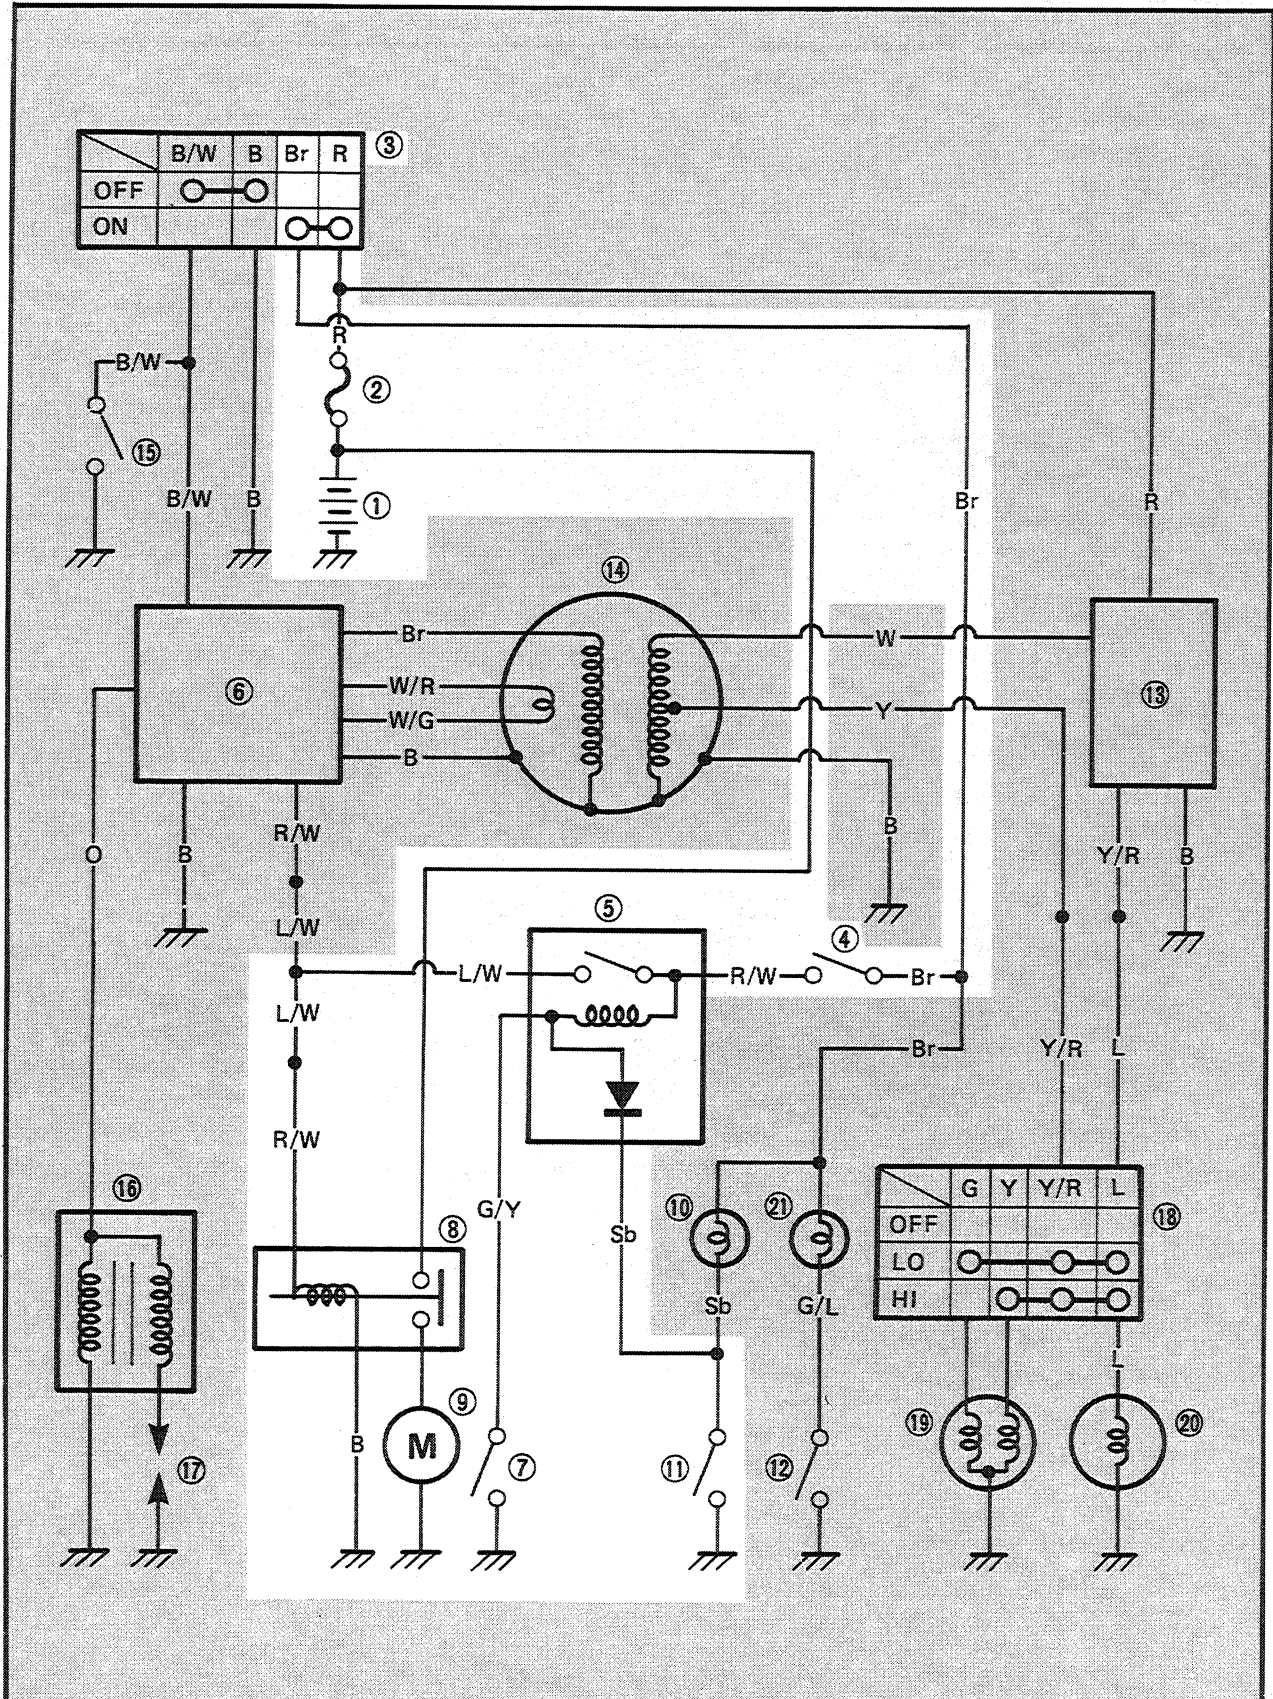 B/W B Br R ③
OFF
ON
R
B/W
②
⑮
①
B/W B
Br
R
⑭
Br
W
W/R
⑥
⑬
W/G
Y
B
R/W
B
O
B
Y/R B
⑤
L/W
④
L/W
R/W
Br
L/W
Br
Y/R
L
R/W
⑯
G Y Y/R L
G/Y
⑩
㉑
⑱
OFF
⑧
Sb
LO
HI
Sb
G/L
L
⑨
⑲
⑳
B
M
⑦
⑪
⑫
⑰